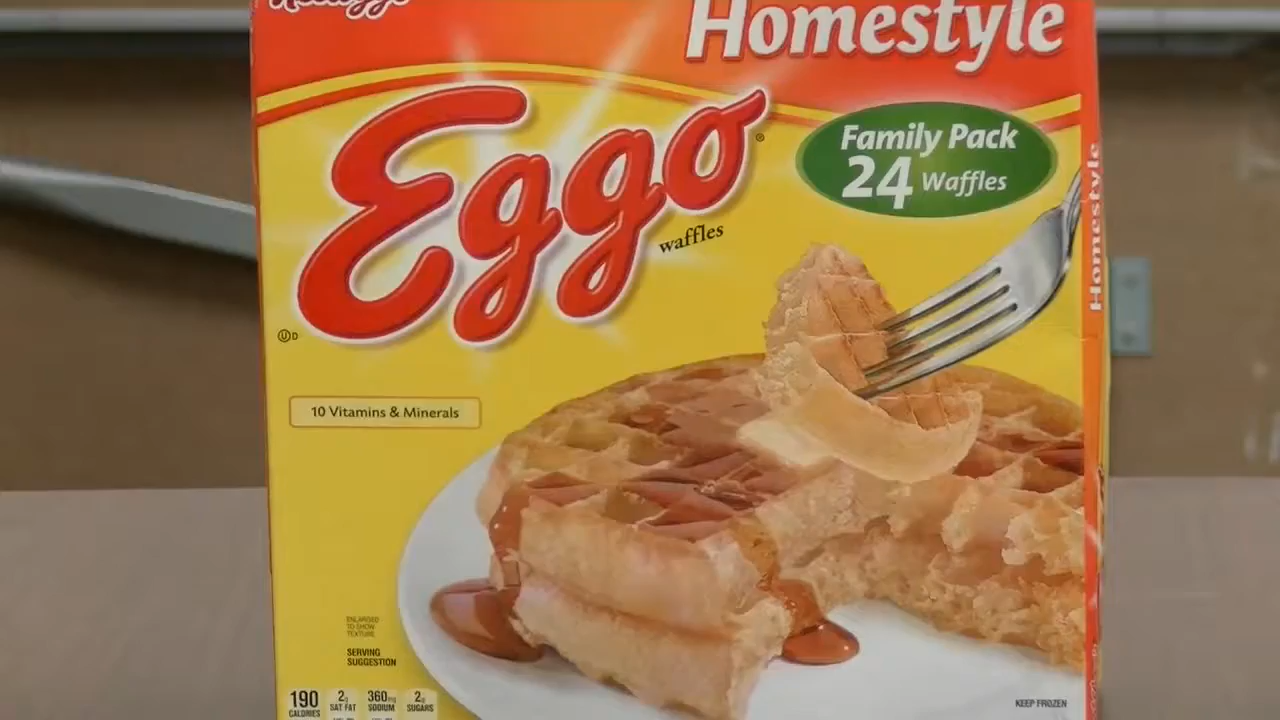 Kellogg's
Homestyle
Eggo®
waffles
Family Pack
24 Waffles
Homestyle
U D
10 Vitamins & Minerals
ENLARGED
TO SHOW
TEXTURE
SERVING
SUGGESTION
190
CALORIES
2g
SAT FAT
360mg
SODIUM
2g
SUGARS
KEEP FROZEN